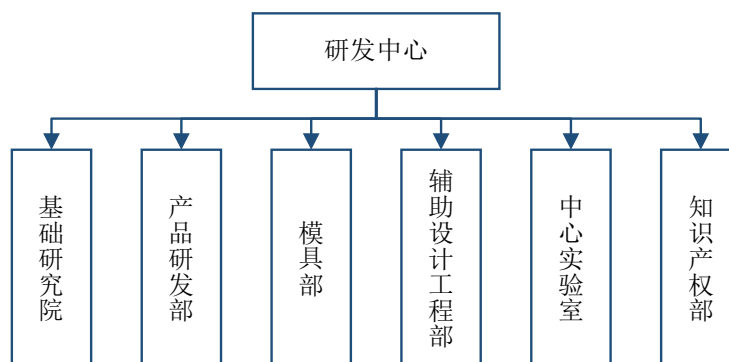 研发中心
基础研究院
产品研发部
模具部
辅助设计工程部
中心实验室
知识产权部